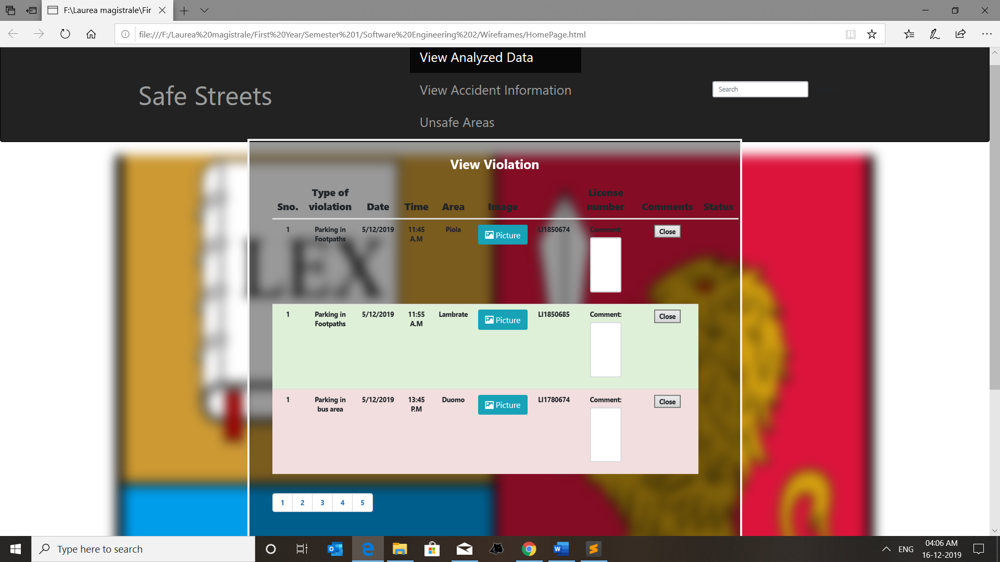 F:\Laurea magistrale\Fir
file:///F:/Laurea%20magistrale/First%20Year/Semester%201/Software%20Engineering%202/Wireframes/HomePage.html
View Analyzed Data
Safe Streets
View Accident Information
Search
Unsafe Areas
View Violation
Sno. Type of violation Date Time Area Image License number Comments Status
1 Parking in Footpaths 5/12/2019 11:45 A.M Piola Picture LI1850674 Comment: Close
LEX
1 Parking in Footpaths 5/12/2019 11:55 A.M Lambrate Picture LI1850685 Comment: Close
1 Parking in bus area 5/12/2019 13:45 P.M Duomo Picture LI1780674 Comment: Close
1 2 3 4 5
Type here to search
ENG
04:06 AM
16-12-2019